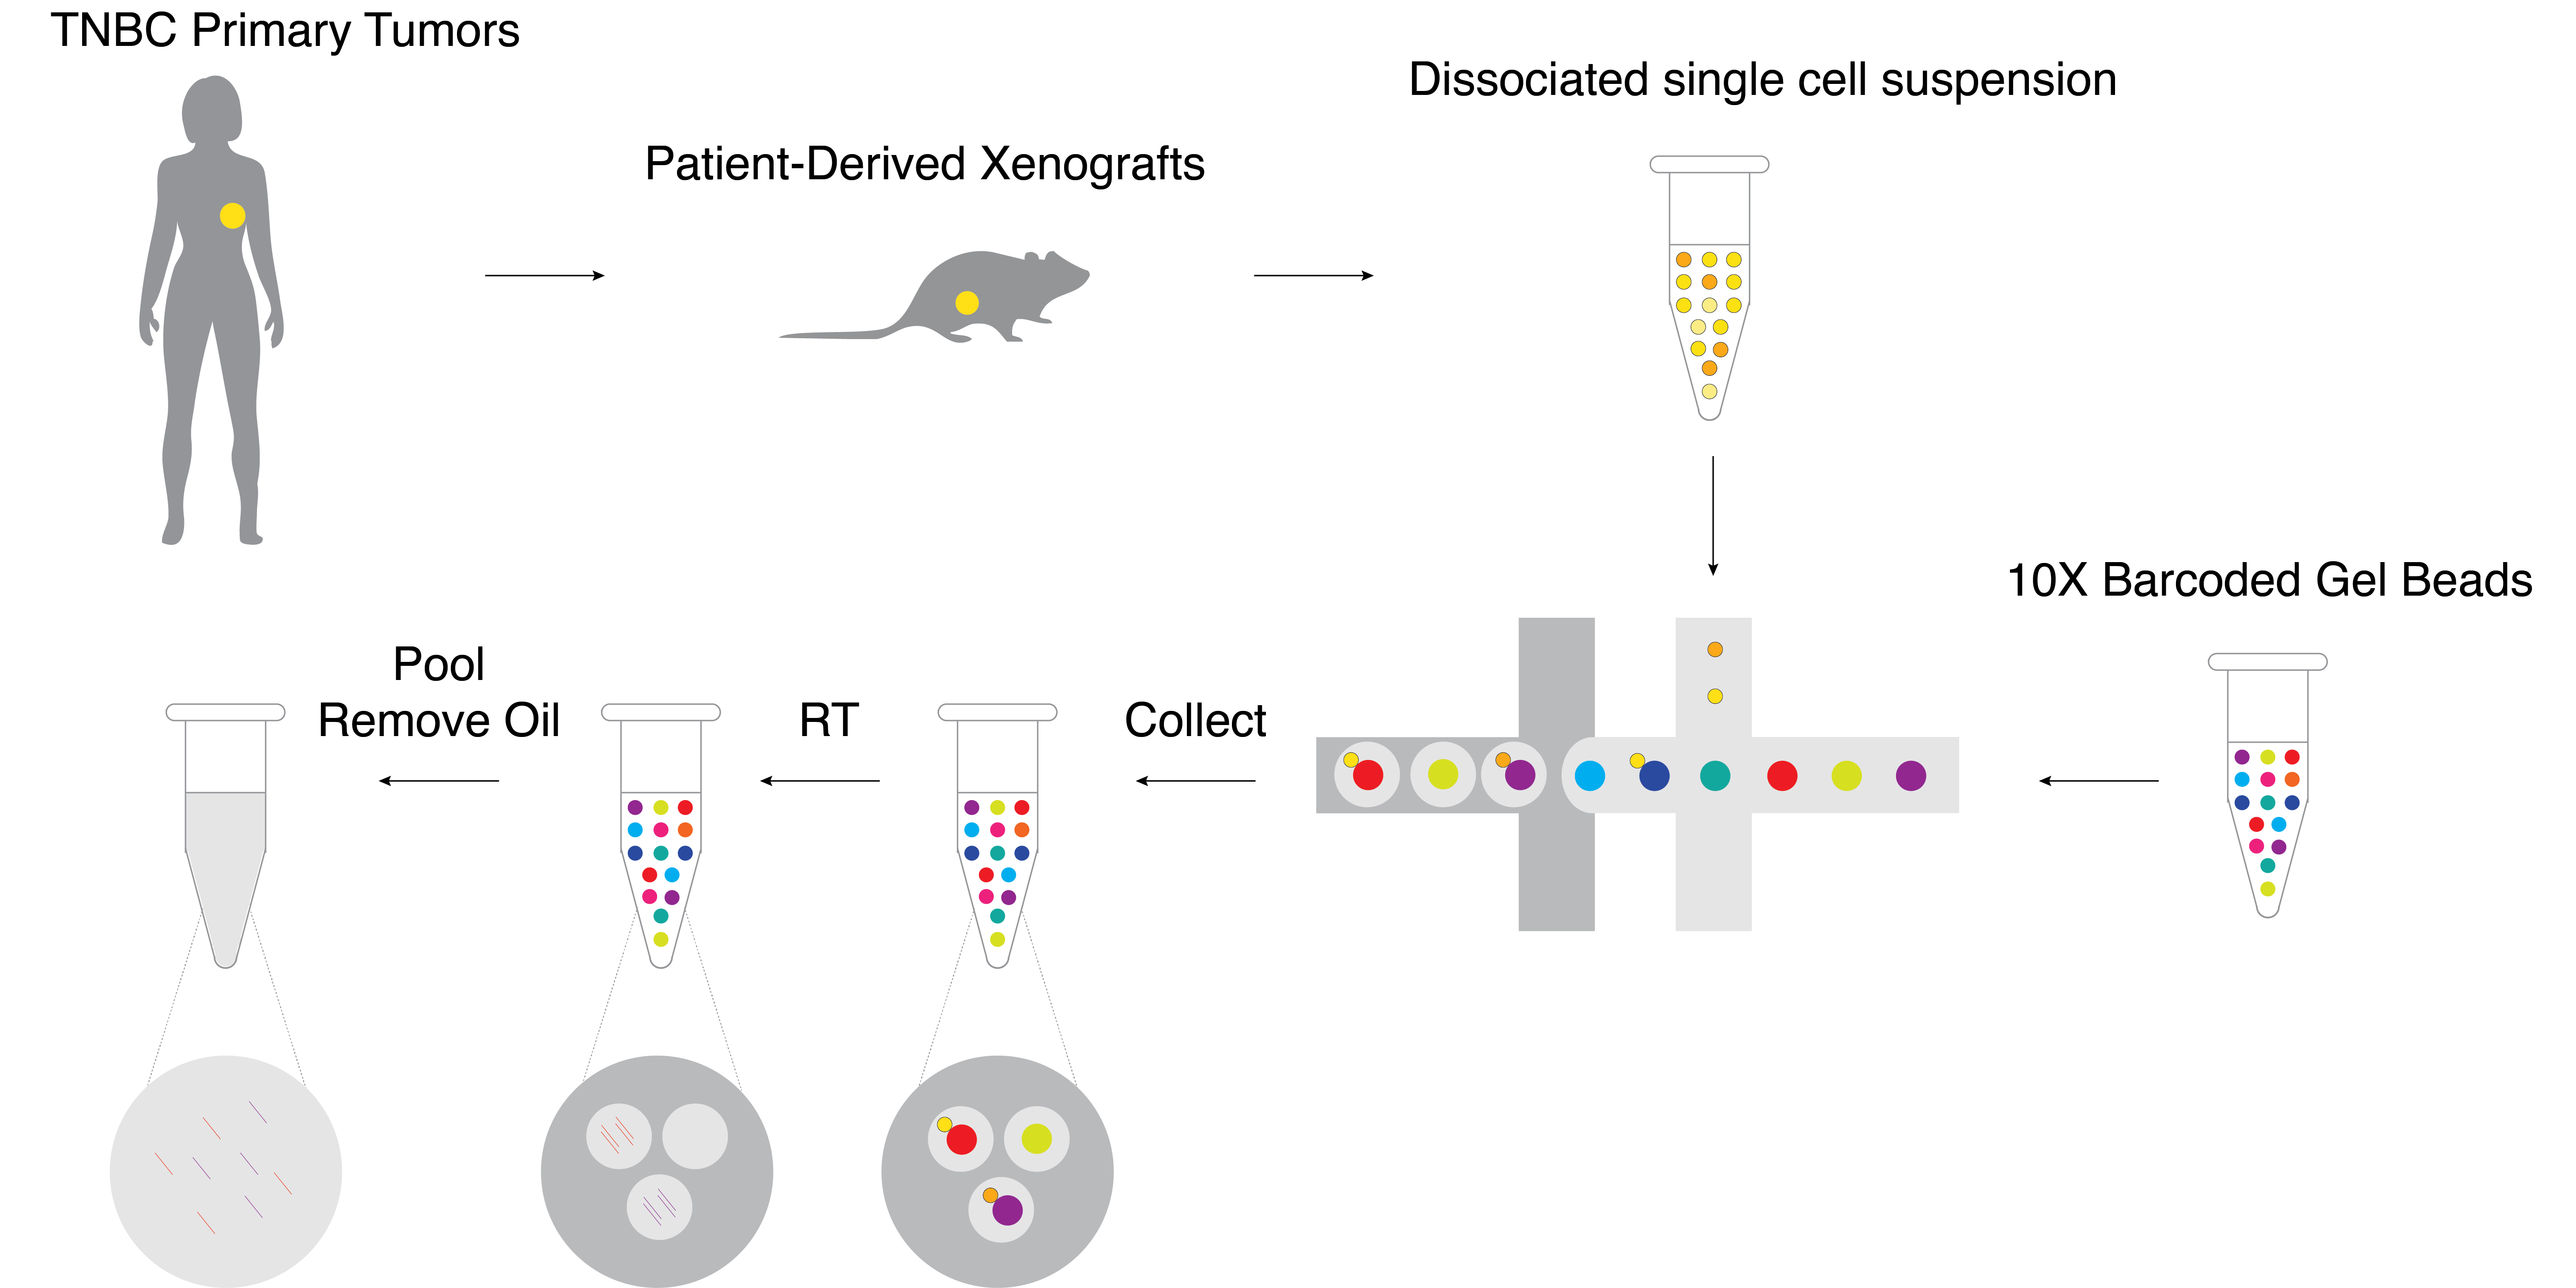 TNBC Primary Tumors
Patient-Derived Xenografts
Dissociated single cell suspension
10X Barcoded Gel Beads
Collect
RT
Pool
Remove Oil